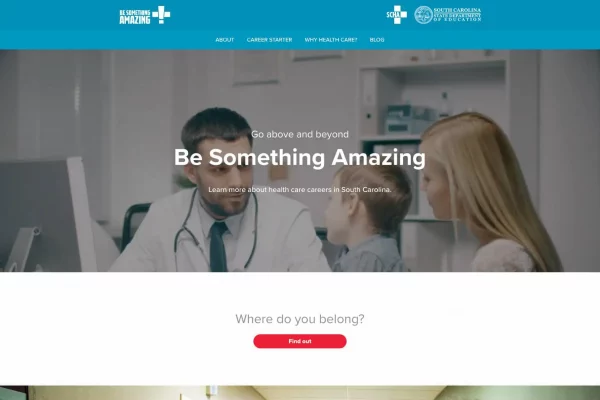 BE SOMETHING
AMAZING
SCHA
SOUTH CAROLINA
STATE DEPARTMENT
OF EDUCATION
ABOUT
CAREER STARTER
WHY HEALTH CARE?
BLOG
Go above and beyond
Be Something Amazing
Learn more about health care careers in South Carolina.
Where do you belong?
Find out